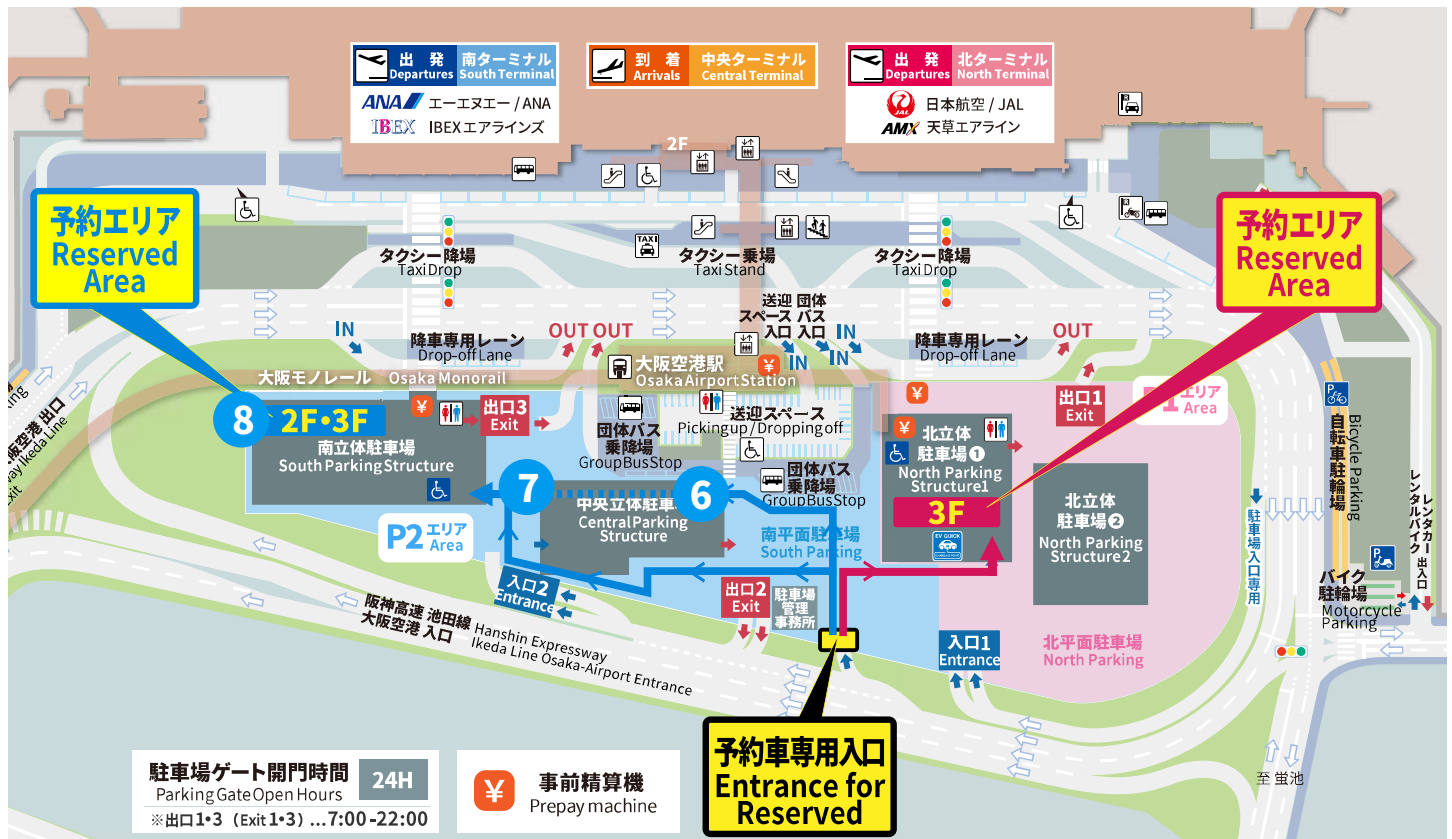 出 発
Departures
南ターミナル
South Terminal
ANA エーエヌエー / ANA
IBEX IBEXエアラインズ
到 着
Arrivals
中央ターミナル
Central Terminal
出 発
Departures
北ターミナル
North Terminal
JAL 日本航空 / JAL
AMX 天草エアライン
2F
予約エリア
Reserved
Area
予約エリア
Reserved
Area
タクシー降場
Taxi Drop
TAXI
タクシー乗場
Taxi Stand
タクシー降場
Taxi Drop
送迎
スペース
入口
団体
バス
入口
IN
降車専用レーン
Drop-off Lane
OUT
OUT
IN
IN
IN
降車専用レーン
Drop-off Lane
OUT
大阪空港駅
Osaka Airport Station
大阪モノレール Osaka Monorail
8
2F・3F
南立体駐車場
South Parking Structure
¥
出口3
Exit
団体バス
乗降場
Group Bus Stop
¥
送迎スペース
Picking up / Dropping off
団体バス
乗降場
Group Bus Stop
¥
¥
北立体
駐車場❶
North Parking
Structure1
3F
EV QUICK
出口1
Exit
エリア
Area
北立体
駐車場❷
North Parking
Structure2
7
6
中央立体駐車
Central Parking
Structure
P2 エリア
Area
南平面駐車場
South Parking
入口2
Entrance
出口2
Exit
駐車場
管理
事務所
入口1
Entrance
北平面駐車場
North Parking
阪神高速 池田線
大阪空港 入口
Hanshin Expressway
Ikeda Line Osaka-Airport Entrance
大阪空港 出口
way Ikeda Line
Exit
駐車場入口専用
P
自転車駐輪場
Bicycle Parking
レンタカー
レンタルバイク
出入口
P
バイク
駐輪場
Motorcycle
Parking
至 蛍池
予約車専用入口
Entrance for
Reserved
駐車場ゲート開門時間
Parking Gate Open Hours
24H
※出口1・3 (Exit 1・3) ...7:00-22:00
¥
事前精算機
Prepay machine